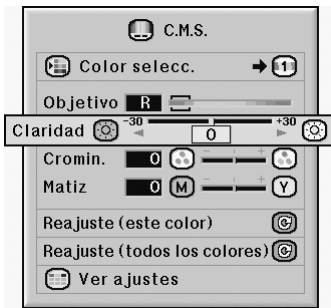 C.M.S.
Color selecc. 1
Objetivo R
Claridad -30 0 +30
Cromin. 0 - +
Matiz 0 M - + Y
Reajuste (este color)
Reajuste (todos los colores)
Ver ajustes